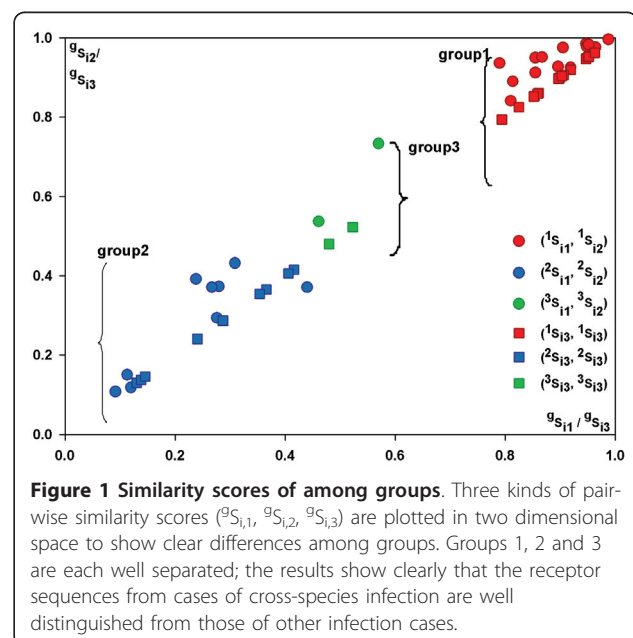 1.0
0.8
0.6
0.4
0.2
0.0
0.0
0.2
0.4
0.6
0.8
1.0
gSi2/
gSi3
group1
group3
group2
(1Si1, 1Si2)
(2Si1, 2Si2)
(3Si1, 3Si2)
(1Si3, 1Si3)
(2Si3, 2Si3)
(3Si3, 3Si3)
gSi1 / gSi3
Figure 1 Similarity scores of among groups. Three kinds of pair-
wise similarity scores (gSi,1, gSi,2, gSi,3) are plotted in two dimensional
space to show clear differences among groups. Groups 1, 2 and 3
are each well separated; the results show clearly that the receptor
sequences from cases of cross-species infection are well
distinguished from those of other infection cases.